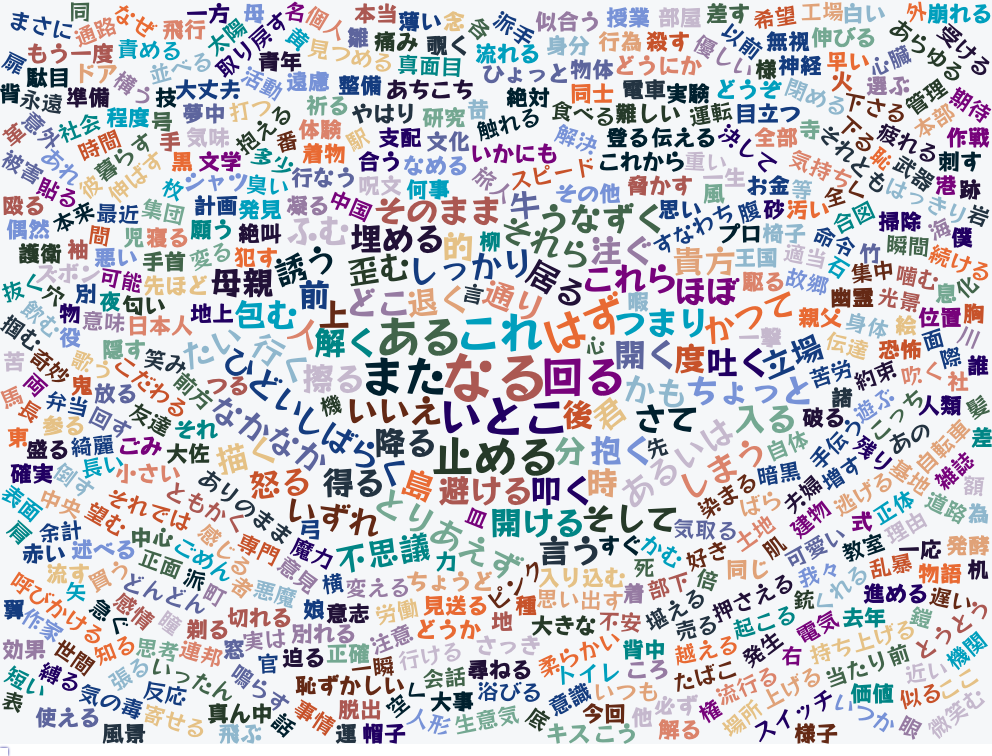 まさに
同
通路
なぜ
飛行
一方
母
太陽
取り戻す
名
個人
黄
本当
薄い
念
各
派手
似合う
授業
部屋
差す
希望
工場
白い
外
崩れる
もう一度
責める
並べる
青年
見つめる
雛
痛み
覗く
真面目
流れる
身分
行為
殺す
優しい
以前
無視
伸びる
あらゆる
受ける
扉
駄目
ドア
構う
活動
遠慮
整備
あちこち
ひょっと
物体
どうにか
様
神経
早い
心臓
火
選ぶ
管理
期待
背
永遠
準備
技
大丈夫
夢中
打つ
祈る
やはり
研究
昔
絶対
同士
電車
実験
どうぞ
閉める
下さる
本部
革
意
社会
程度
号
手
気味
抱える
番
体験
駅
支配
文化
触れる
食べる
難しい
運転
目立つ
下る
恥
疲れる
作戦
時間
暮らす
黒
文学
多少
着物
合う
なめる
いかにも
解決
登る
伝える
決して
全部
寺
それとも
武器
刺す
被害
あれ
貼る
彼
伸ばす
枚
シャツ
臭い
行なう
呪文
何事
旅人
スピード
これから
重い
一生
気持ち
はっきり
港
跡
殴る
偶然
本来
最近
集団
計画
発見
凝る
中国
そのまま
牛
その他
脅かす
風
お金
等
全く
岩
間
児
寝る
願う
絶叫
ふむ
埋める
的
柳
それら
うなずく
思い
すなわち
腹
砂
汚い
合図
掃除
海
僕
護衛
袖
悪い
手首
変る
犯す
誘う
歪む
しっかり
居る
注ぐ
これら
貴方
プロ
王国
椅子
適当
命令
石
竹
瞬間
続ける
ズボン
可能
先ほど
母親
前
どこ
退く
言
通り
暇
ほぼ
駆る
故郷
幽霊
集中
光景
噛む
息
化
抜く
穴
別
夜
匂い
飲む
物
意味
日本人
地上
包む
人
上
解く
ある
これ
はず
つまり
かつて
一撃
親父
身体
絵
位置
胸
川
役
掴む
奇妙
歌う
隠す
笑み
たい
行く
心
開く
度
吐く
立場
伝達
恐怖
面
際
誰
苦
両
鬼
こだわる
前方
つる
ひどい
擦る
また
なる
回る
かも
ちょっと
苦労
約束
吹く
社
馬
長
弁当
放る
友達
それ
なかなか
しばらく
機
いいえ
いとこ
後
君
さて
入る
破る
諸
遊ぶ
こっち
人類
髪
東
参る
回す
盛る
綺麗
ごみ
大佐
描く
降る
止める
分
抱く
先
あるいは
しまう
自体
手伝う
残り
あの
自転車
差
確実
倒す
長い
小さい
ともかく
ありのまま
怒る
得る
島
避ける
叩く
時
染まる
暗黒
ばら
夫婦
増す
逃げる
基地
雑誌
額
表面
中央
望む
それでは
いずれ
弓
とりあえず
皿
開ける
そして
気取る
土地
建物
式
正体
道路
為
肩
余計
赤い
述べる
中心
ごめん
感じる
専門
魔力
不思議
力
言う
すぐ
かむ
好き
肌
可愛い
教室
理由
一応
発酵
流す
買う
正面
どんどん
派
町
杏
悪魔
意見
横
変える
ちょうど
ピンク
入り込む
死
同じ
我々
乱暴
物語
机
呼びかける
矢
急ぐ
感情
瞳
切れる
娘
意志
労働
見送る
種
思い出す
着
部下
倍
押さえる
銃
くれる
進める
遅い
翼
作家
知る
剃る
実は
別れる
注意
どうか
地
大きな
不安
堪える
売る
起こる
電気
去年
鎧
とうとう
効果
世間
思考
連邦
窓
官
迫る
正確
一瞬
行ける
さっき
柔らかい
背中
越える
発生
右
持ち上げる
機関
短い
縛る
張る
いったん
鳴らす
恥ずかしい
空く
会話
尋ねる
トイレ
ころ
たばこ
流行る
上げる
当たり前
近い
表
使える
気の毒
反応
寄せる
真ん中
話
事情
脱出
人形
大事
浴びる
意識
いつも
他
必ず
権
場所
スイッチ
いつか
価値
似る
ここ
風景
飛ぶ
運
帽子
生意気
底
キス
こう
今回
解る
様子
眼
微笑む